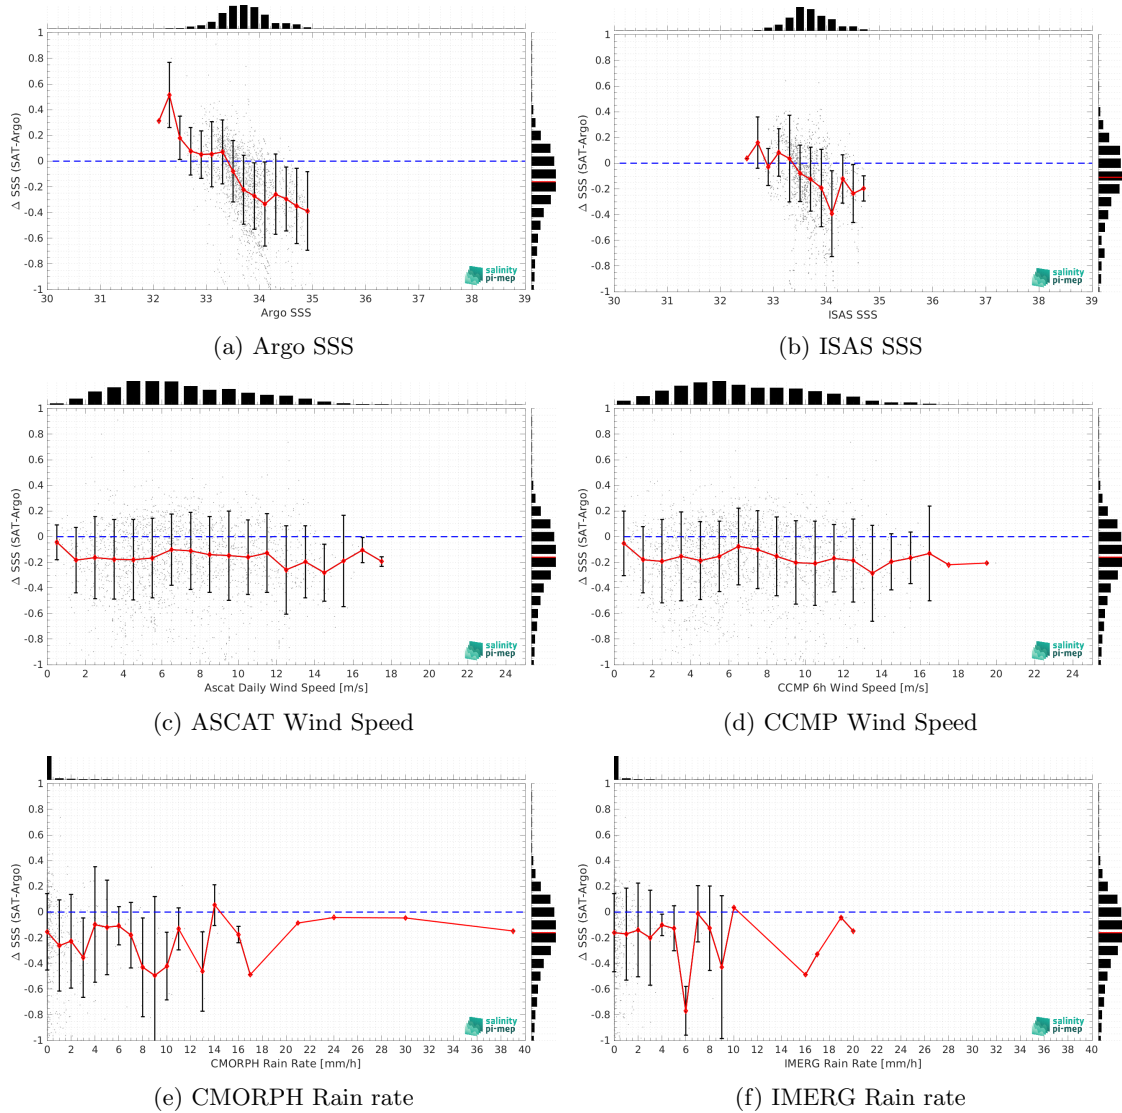 1
0.8
0.6
0.4
0.2
0
-0.2
-0.4
-0.6
-0.8
-1
Δ SSS (SAT-Argo)
30 31 32 33 34 35 36 37 38 39
Argo SSS
salinity
pi-mep
(a) Argo SSS
1
0.8
0.6
0.4
0.2
0
-0.2
-0.4
-0.6
-0.8
-1
Δ SSS (SAT-Argo)
30 31 32 33 34 35 36 37 38 39
ISAS SSS
salinity
pi-mep
(b) ISAS SSS
1
0.8
0.6
0.4
0.2
0
-0.2
-0.4
-0.6
-0.8
-1
Δ SSS (SAT-Argo)
0 2 4 6 8 10 12 14 16 18 20 22 24
Ascat Daily Wind Speed [m/s]
salinity
pi-mep
(c) ASCAT Wind Speed
1
0.8
0.6
0.4
0.2
0
-0.2
-0.4
-0.6
-0.8
-1
Δ SSS (SAT-Argo)
0 2 4 6 8 10 12 14 16 18 20 22 24
CCMP 6h Wind Speed [m/s]
salinity
pi-mep
(d) CCMP Wind Speed
1
0.8
0.6
0.4
0.2
0
-0.2
-0.4
-0.6
-0.8
-1
Δ SSS (SAT-Argo)
0 2 4 6 8 10 12 14 16 18 20 22 24 26 28 30 32 34 36 38 40
CMORPH Rain Rate [mm/h]
salinity
pi-mep
(e) CMORPH Rain rate
1
0.8
0.6
0.4
0.2
0
-0.2
-0.4
-0.6
-0.8
-1
Δ SSS (SAT-Argo)
0 2 4 6 8 10 12 14 16 18 20 22 24 26 28 30 32 34 36 38 40
IMERG Rain Rate [mm/h]
salinity
pi-mep
(f) IMERG Rain rate